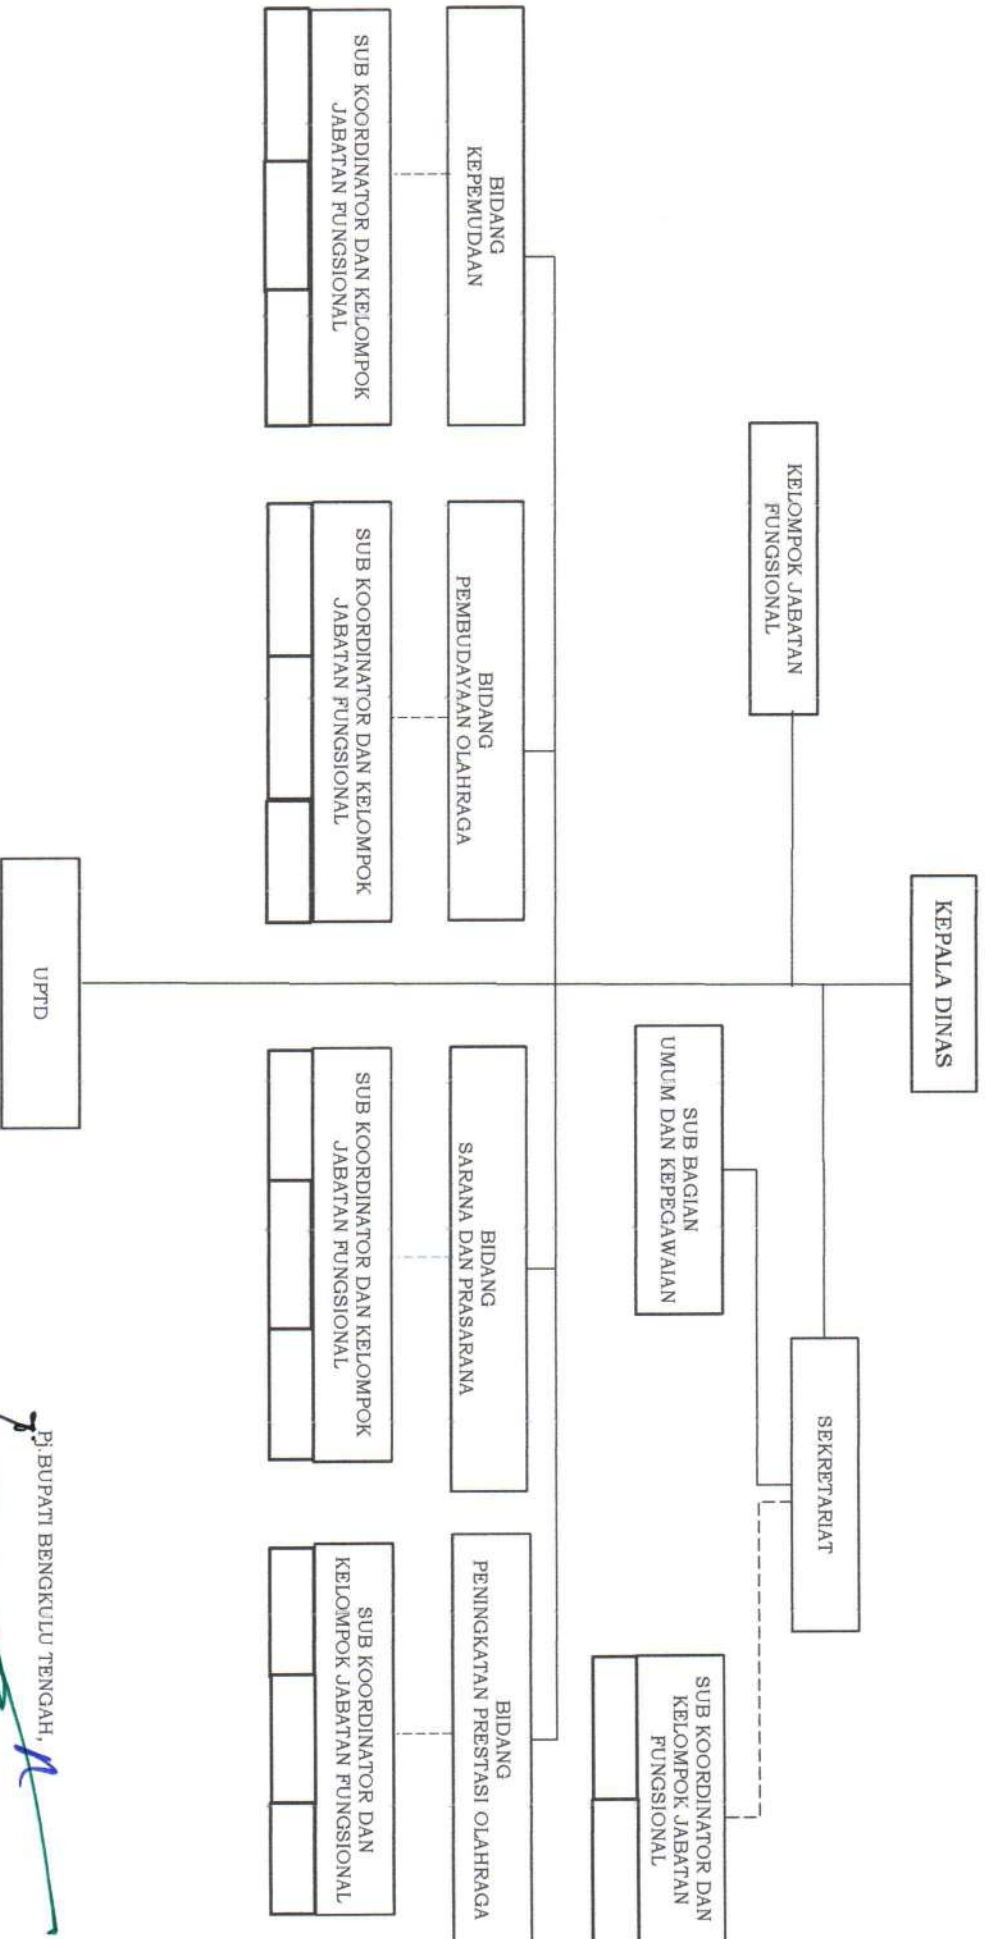 KEPALA DINAS
KELOMPOK JABATAN
FUNGSIONAL
SEKRETARIAT
SUB BAGIAN
UMUM DAN KEPEGAWAIAN
SUB KOORDINATOR DAN
KELOMPOK JABATAN
FUNGSIONAL
BIDANG
KEPEMUDAAN
BIDANG
PEMBUDAYAAN OLAHRAGA
BIDANG
SARANA DAN PRASARANA
BIDANG
PENINGKATAN PRESTASI OLAHRAGA
SUB KOORDINATOR DAN KELOMPOK
JABATAN FUNGSIONAL
SUB KOORDINATOR DAN KELOMPOK
JABATAN FUNGSIONAL
SUB KOORDINATOR DAN KELOMPOK
JABATAN FUNGSIONAL
SUB KOORDINATOR DAN
KELOMPOK JABATAN FUNGSIONAL
UPTD
Pj.BUPATI BENGKULU TENGAH,